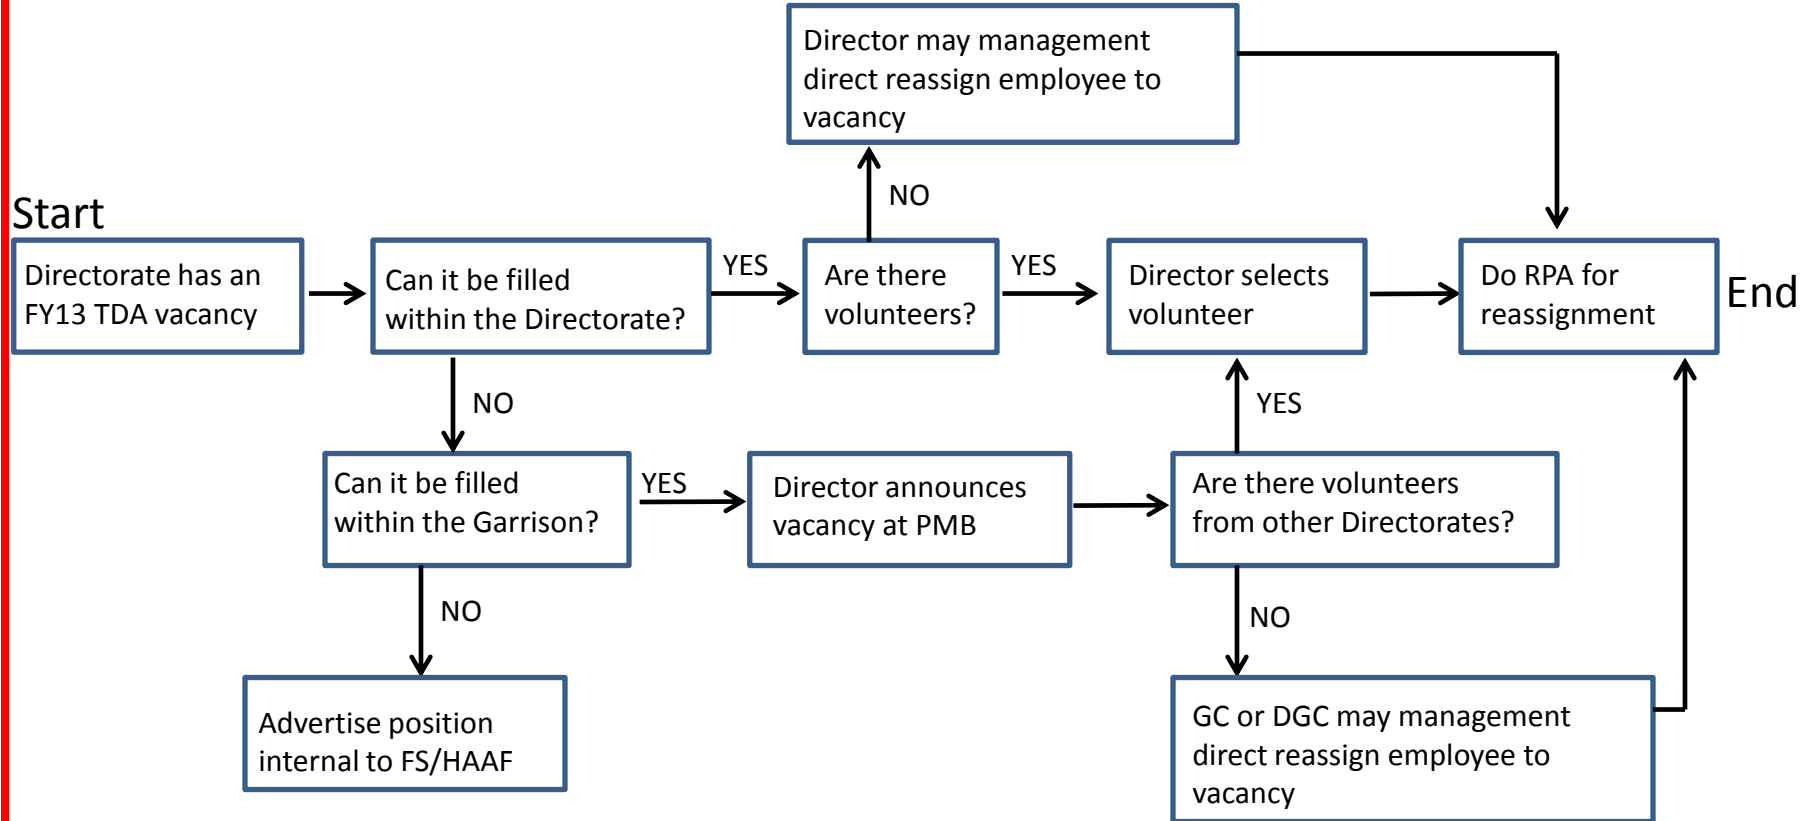 Director may management
direct reassign employee to
vacancy
NO
Start
Directorate has an
FY13 TDA vacancy
Can it be filled
within the Directorate?
YES
Are there
volunteers?
YES
Director selects
volunteer
Do RPA for
reassignment
End
NO
YES
Can it be filled
within the Garrison?
YES
Director announces
vacancy at PMB
Are there volunteers
from other Directorates?
NO
NO
Advertise position
internal to FS/HAAF
GC or DGC may management
direct reassign employee to
vacancy